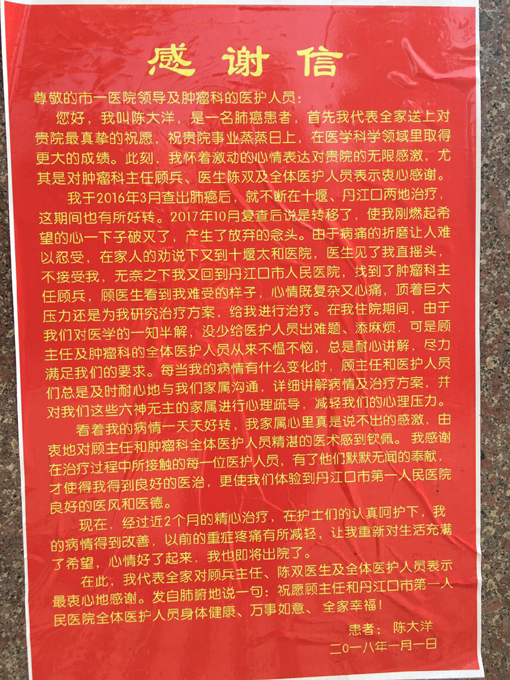 感谢信
尊敬的市一医院领导及肿瘤科的医护人员：
您好，我叫陈大洋，是一名肺癌患者，首先我代表全家送上对
贵院最真挚的祝愿，祝贵院事业蒸蒸日上，在医学科学领域里取得
更大的成绩。此刻，我怀着激动的心情表达对贵院的无限感激，尤
其是对肿瘤科主任顾兵、医生陈双及全体医护人员表示衷心感谢。
我于2016年3月查出肺癌后，就不断在十堰、丹江口两地治疗，
这期间也有所好转。2017年10月复查后说是转移了，使我刚燃起希望
的心一下子破灭了，产生了放弃的念头。由于病痛的折磨让人难
以忍受，在家人的劝说下又到十堰太和医院，医生见了我直摇头，
不接受我，无奈之下我又回到丹江口市人民医院，找到了肿瘤科主
任顾兵，顾医生看到我难受的样子，心情既复杂又心痛，顶着巨大
压力还是为我研究治疗方案，给我进行治疗。在我住院期间，由于
我们对医学的一知半解，没少给医护人员出难题、添麻烦，可是顾
主任及肿瘤科的全体医护人员从来不愠不恼，总是耐心讲解，尽力
满足我们的要求。每当我的病情有什么变化时，顾主任和医护人员
们总是及时耐心地与我们家属沟通，详细讲解病情及治疗方案，并
对我们这些六神无主的家属进行心理疏导，减轻我们的心理压力。
看着我的病情一天天好转，我家属心里真是说不出的感激，由
衷地对顾主任和肿瘤科全体医护人员精湛的医术感到钦佩。我感谢
在治疗过程中所接触的每一位医护人员，有了他们默默无闻的奉献，
才使得我得到良好的医治，更使我们体验到丹江口市第一人民医院
良好的医风和医德。
现在，经过近2个月的精心治疗，在护士们的认真呵护下，我
的病情得到改善，以前的重症疼痛有所减轻，让我重新对生活充满
了希望，心情好了起来，我也即将出院了。
在此，我代表全家对顾兵主任、陈双医生及全体医护人员表示
最衷心地感谢。发自肺腑地说一句：祝愿顾主任和丹江口市第一人
民医院全体医护人员身体健康、万事如意、全家幸福！
患者：陈大洋
二〇一八年一月一日